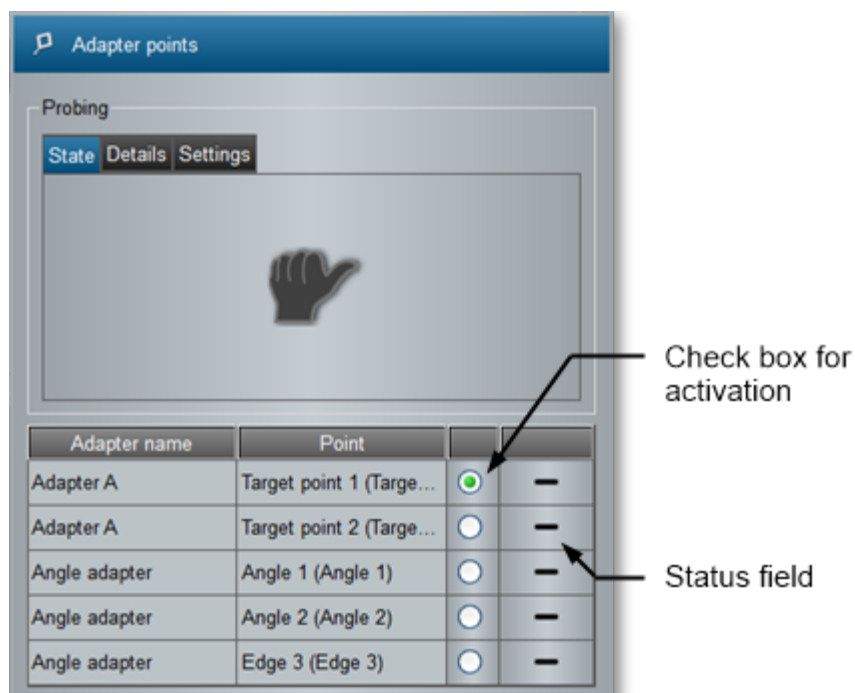 Adapter points
Probing
State Details Settings
Check box for
activation
Adapter name Point
Adapter A Target point 1 (Targe...
Adapter A Target point 2 (Targe...
Angle adapter Angle 1 (Angle 1)
Status field
Angle adapter Angle 2 (Angle 2)
Angle adapter Edge 3 (Edge 3)